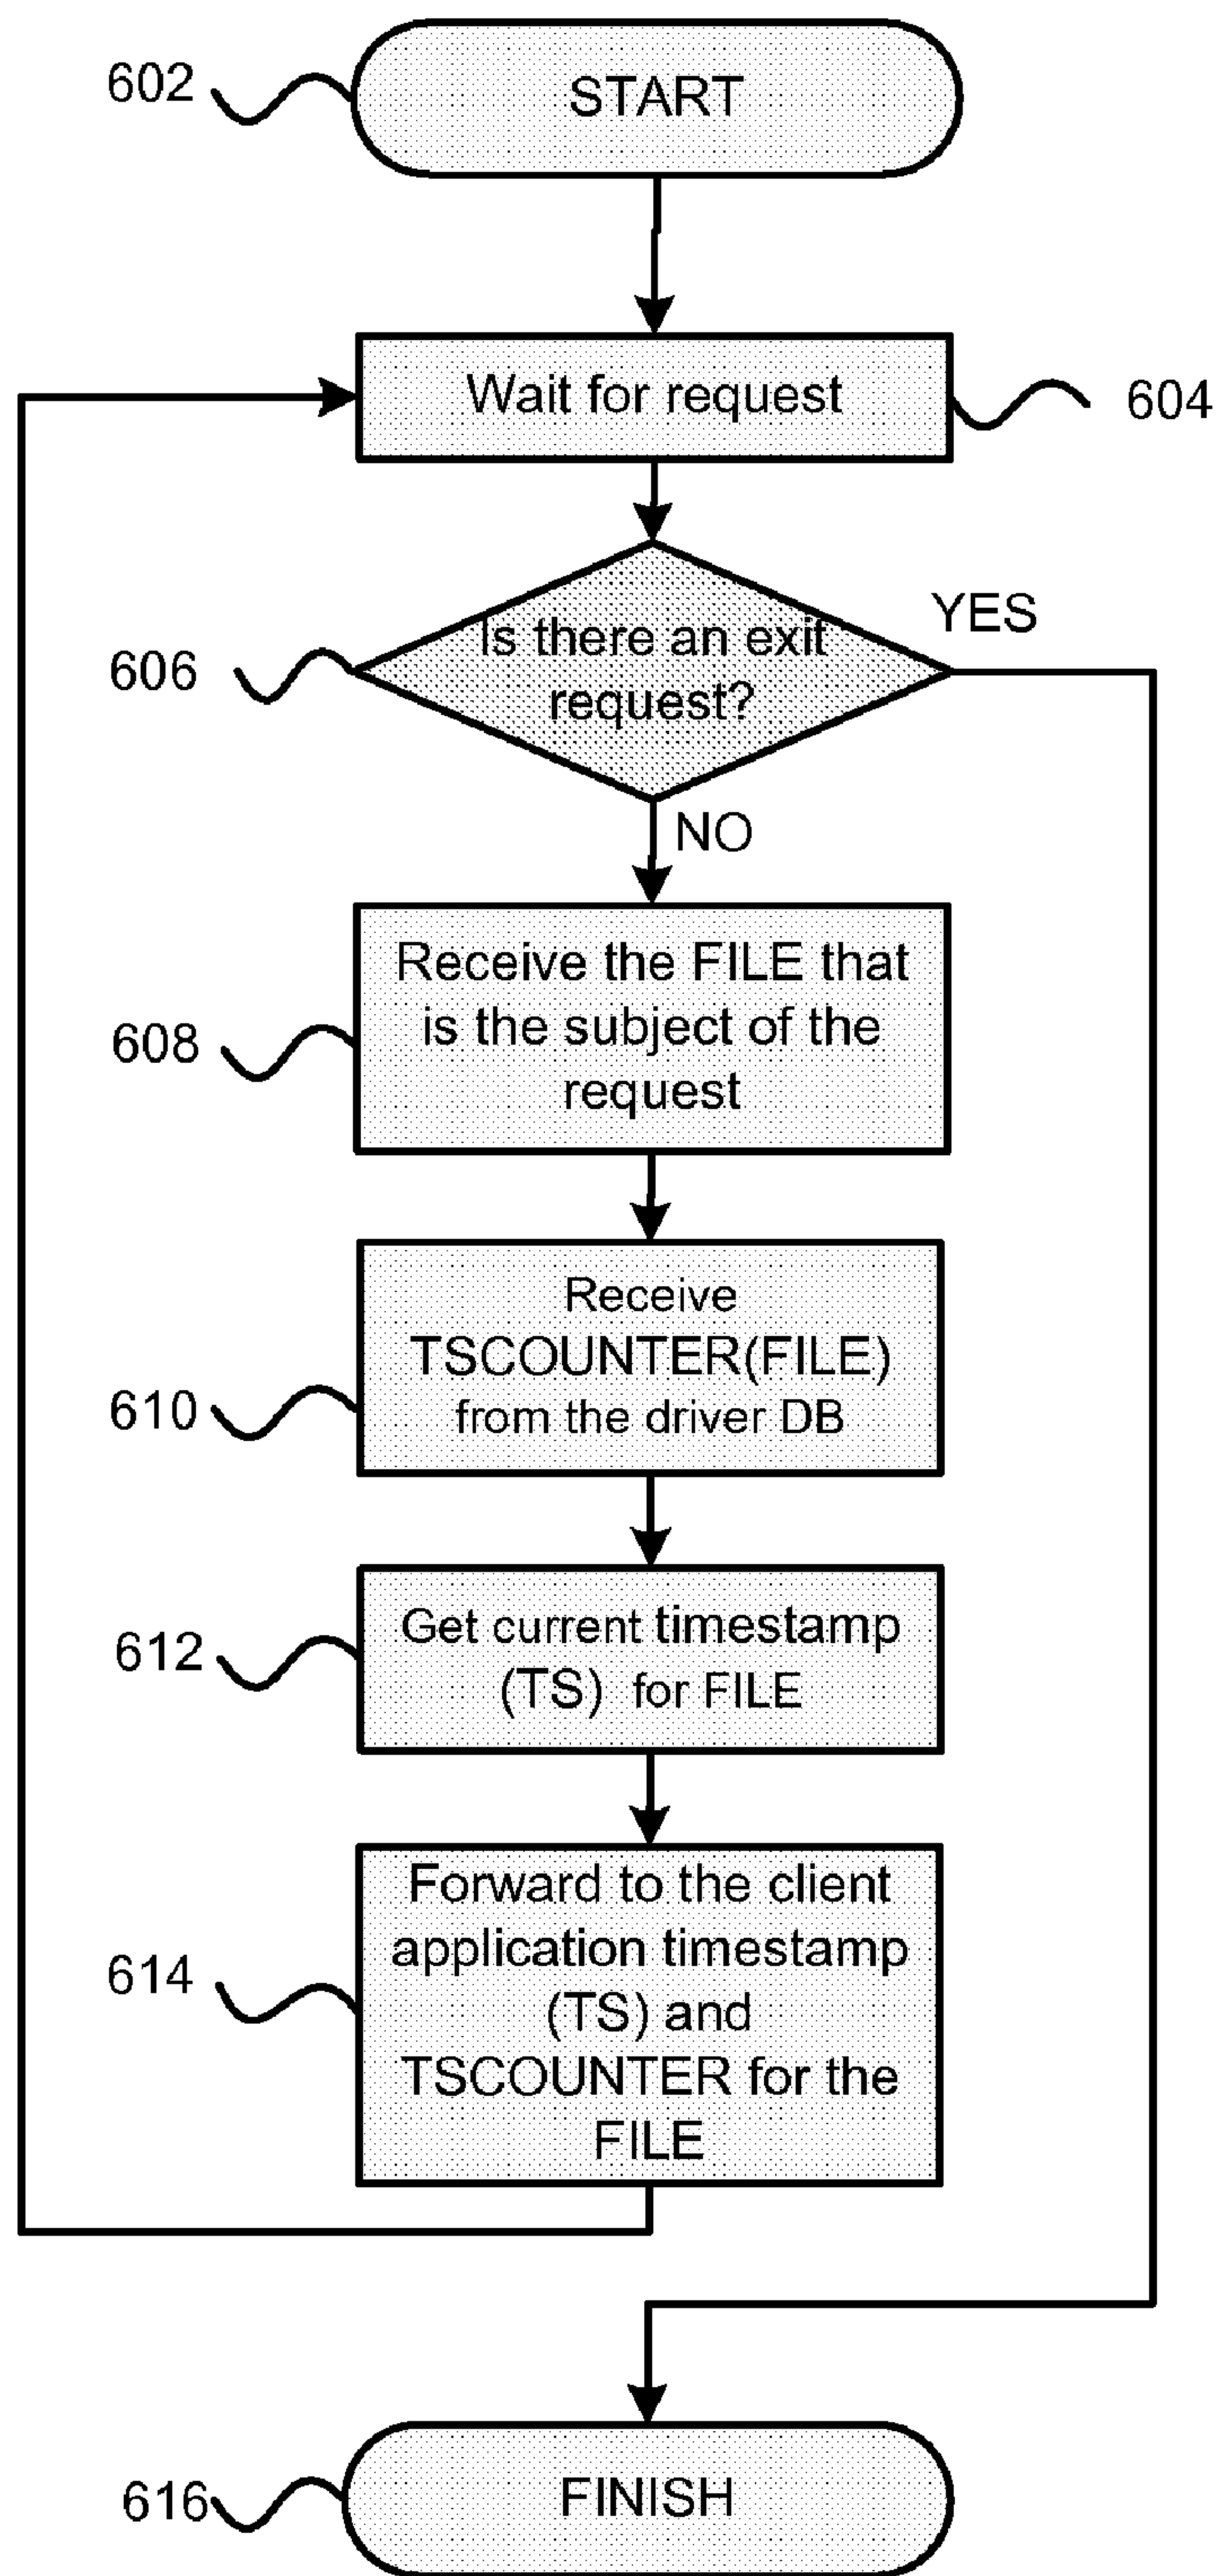 602
START
Wait for request
604
YES
606
Is there an exit
request?
NO
Receive the FILE that
is the subject of the
request
608
Receive
TSCOUNTER(FILE)
from the driver DB
610
Get current timestamp
(TS) for FILE
612
Forward to the client
application timestamp
(TS) and
TSCOUNTER for the
FILE
614
616
FINISH